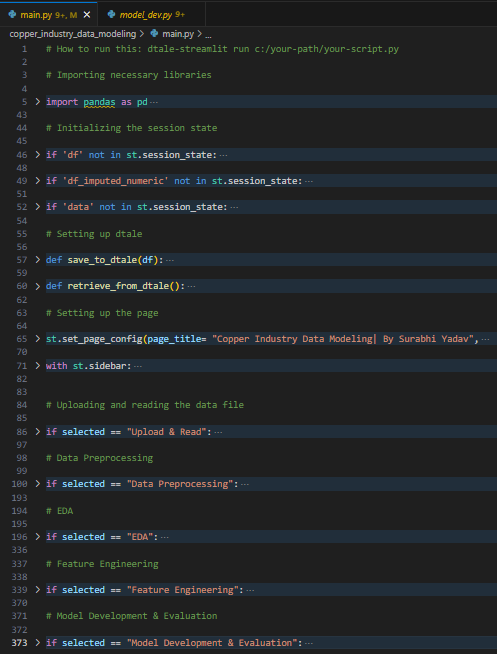 main.py 9+, M X model_dev.py 9+
copper_industry_data_modeling > main.py > ...
1 # How to run this: dtale-streamlit run c:/your-path/your-script.py
2
3 # Importing necessary libraries
4
5 > import pandas as pd ...
43
44 # Initializing the session state
45
46 > if 'df' not in st.session_state: ...
48
49 > if 'df_imputed_numeric' not in st.session_state: ...
51
52 > if 'data' not in st.session_state: ...
54
55 # Setting up dtale
56
57 > def save_to_dtale(df): ...
59
60 > def retrieve_from_dtale(): ...
62
63 # Setting up the page
64
65 > st.set_page_config(page_title= "Copper Industry Data Modeling| By Surabhi Yadav", ...
70
71 > with st.sidebar: ...
82
83
84 # Uploading and reading the data file
85
86 > if selected == "Upload & Read": ...
97
98 # Data Preprocessing
99
100 > if selected == "Data Preprocessing": ...
193
194 # EDA
195
196 > if selected == "EDA": ...
336
337 # Feature Engineering
338
339 > if selected == "Feature Engineering": ...
370
371 # Model Development & Evaluation
372
373 > if selected == "Model Development & Evaluation": ...